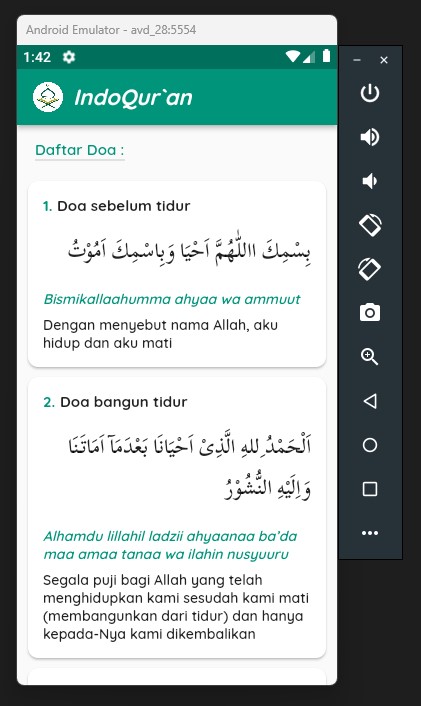 Android Emulator - avd_28:5554
1:42
IndoQur`an
Daftar Doa :
1. Doa sebelum tidur
بِسْمِكَ االلّٰهُمَّ اَحْيَا وَبِاسْمِكَ اَمُوْتُ
Bismikallaahumma ahyaa wa ammuut
Dengan menyebut nama Allah, aku
hidup dan aku mati
2. Doa bangun tidur
اَلْحَمْدُ ِللهِ الَّذِىْ اَحْيَانَا بَعْدَمَآ اَمَاتَنَا
وَاِلَيْهِ النُّشُوْرُ
Alhamdu lillahil ladzii ahyaanaa ba’da
maa amaa tanaa wa ilahin nusyuuru
Segala puji bagi Allah yang telah
menghidupkan kami sesudah kami mati
(membangunkan dari tidur) dan hanya
kepada-Nya kami dikembalikan